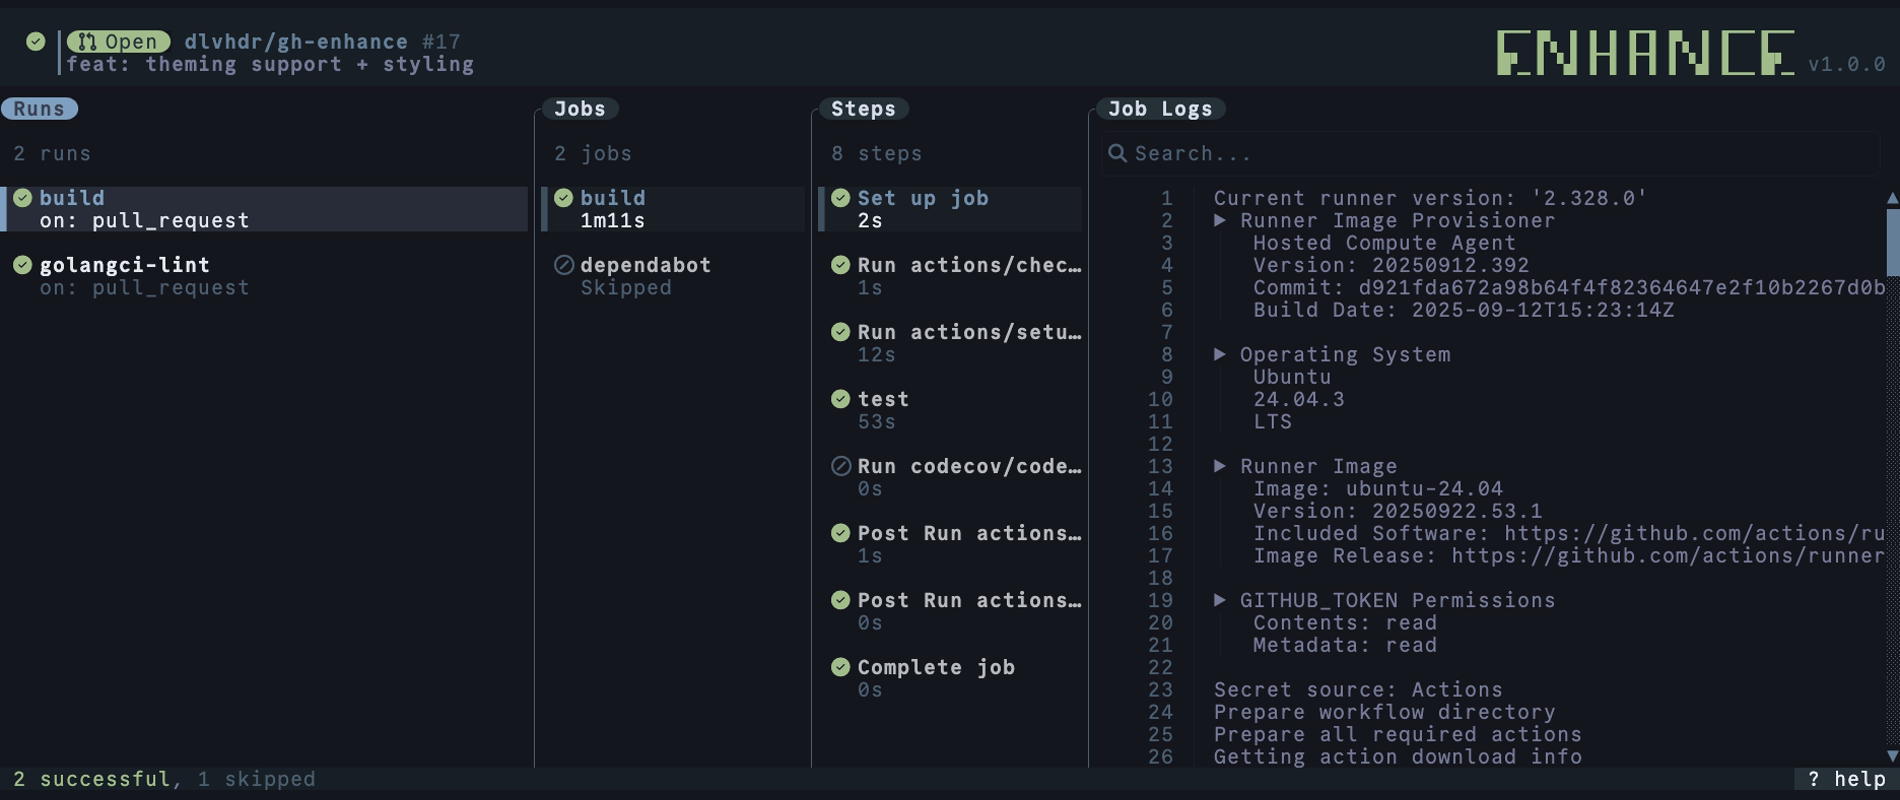 Open dlvhdr/gh-enhance #17
feat: theming support + styling
ENHANCE v1.0.0
Runs
2 runs
build
on: pull_request
golangci-lint
on: pull_request
Jobs
2 jobs
build
1m11s
dependabot
Skipped
Steps
8 steps
Set up job
2s
Run actions/chec…
1s
Run actions/setu…
12s
test
53s
Run codecov/code…
0s
Post Run actions…
1s
Post Run actions…
0s
Complete job
0s
Job Logs
Search...
1 Current runner version: '2.328.0'
2 ▶ Runner Image Provisioner
3 Hosted Compute Agent
4 Version: 20250912.392
5 Commit: d921fda672a98b64f4f82364647e2f10b2267d0b
6 Build Date: 2025-09-12T15:23:14Z
7
8 ▶ Operating System
9 Ubuntu
10 24.04.3
11 LTS
12
13 ▶ Runner Image
14 Image: ubuntu-24.04
15 Version: 20250922.53.1
16 Included Software: https://github.com/actions/ru
17 Image Release: https://github.com/actions/runner
18
19 ▶ GITHUB_TOKEN Permissions
20 Contents: read
21 Metadata: read
22
23 Secret source: Actions
24 Prepare workflow directory
25 Prepare all required actions
26 Getting action download info
2 successful, 1 skipped
? help